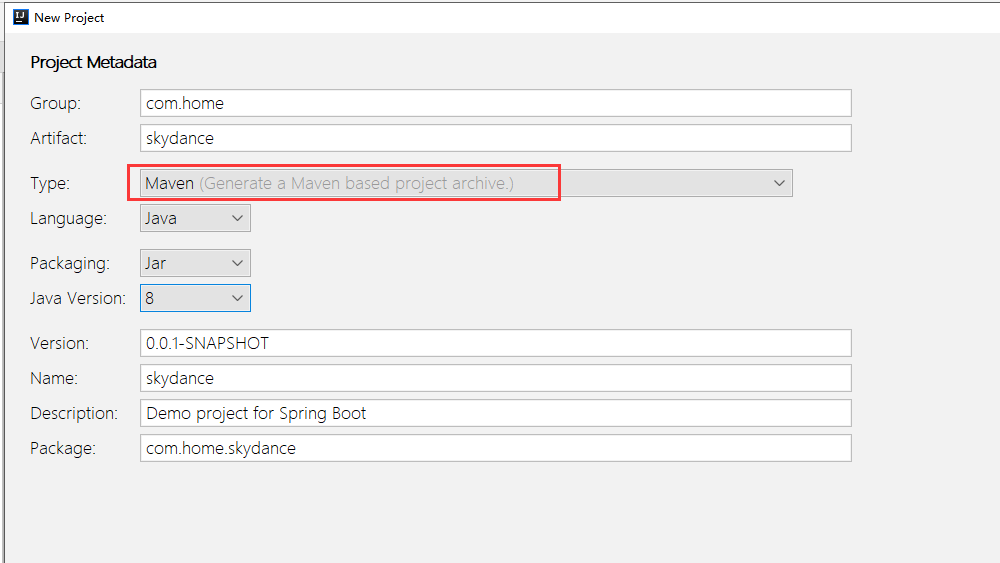 New Project
Project Metadata
Group: com.home
Artifact: skydance
Type: Maven (Generate a Maven based project archive.)
Language: Java
Packaging: Jar
Java Version: 8
Version: 0.0.1-SNAPSHOT
Name: skydance
Description: Demo project for Spring Boot
Package: com.home.skydance